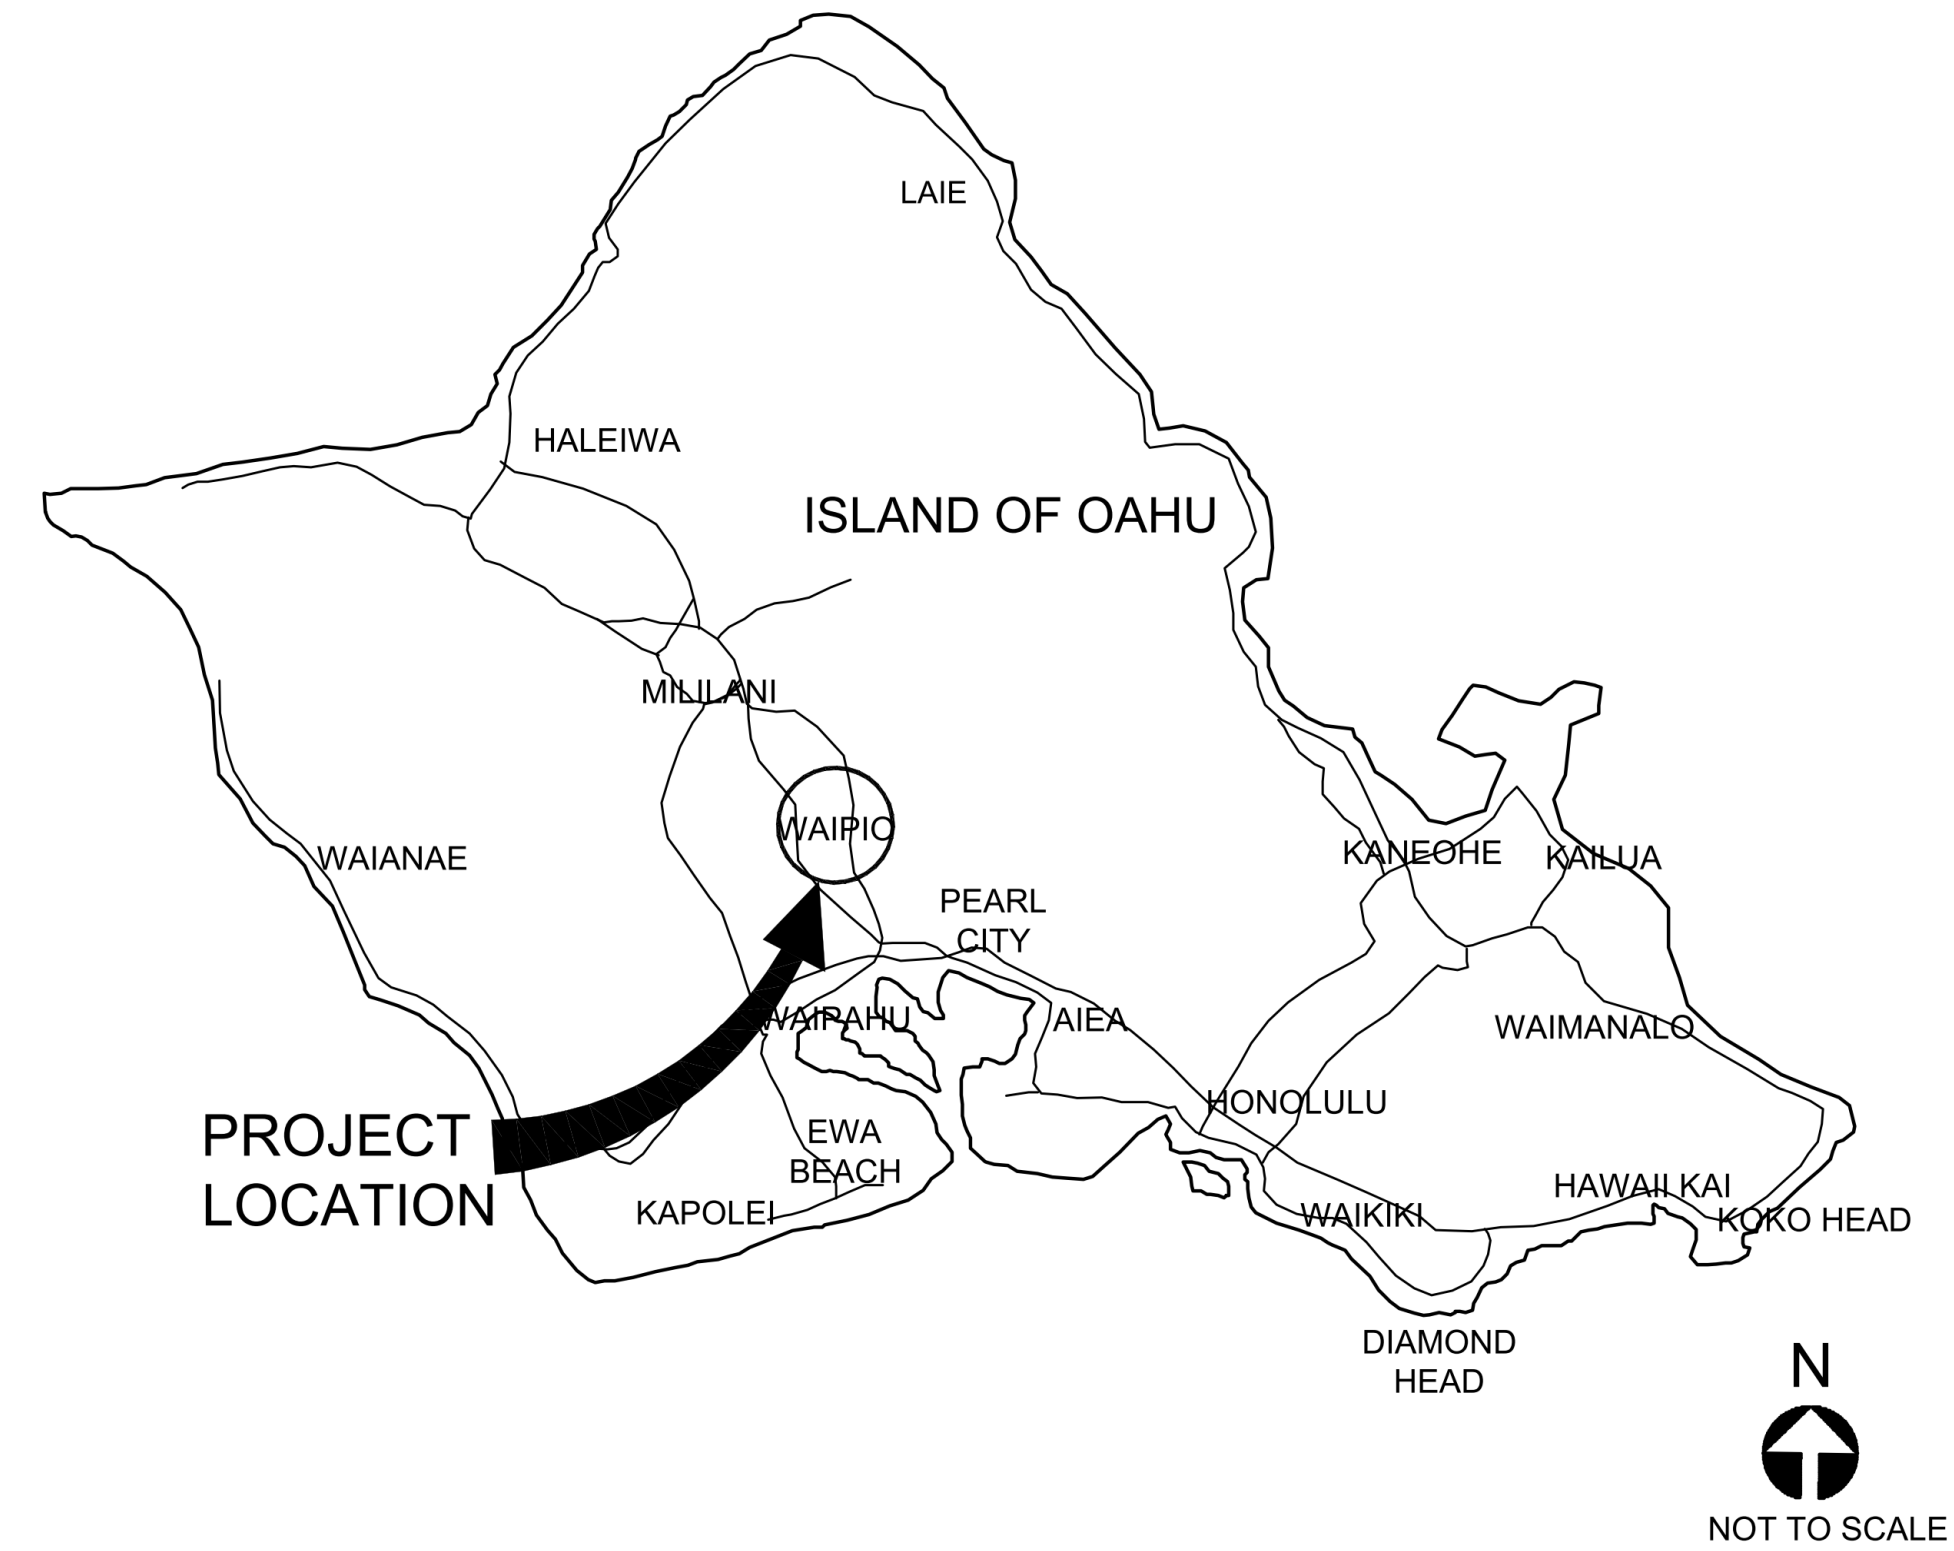 LAIE
HALEIWA
ISLAND OF OAHU
MILILANI
WAIPIO
WAIANAE
KANEOHE
KAILUA
PEARL
CITY
WAIPAHU
AIEA
WAIMANALO
HONOLULU
PROJECT
LOCATION
EWA
BEACH
KAPOLEI
WAIKIKI
HAWAII KAI
KOKO HEAD
DIAMOND
HEAD
N
NOT TO SCALE